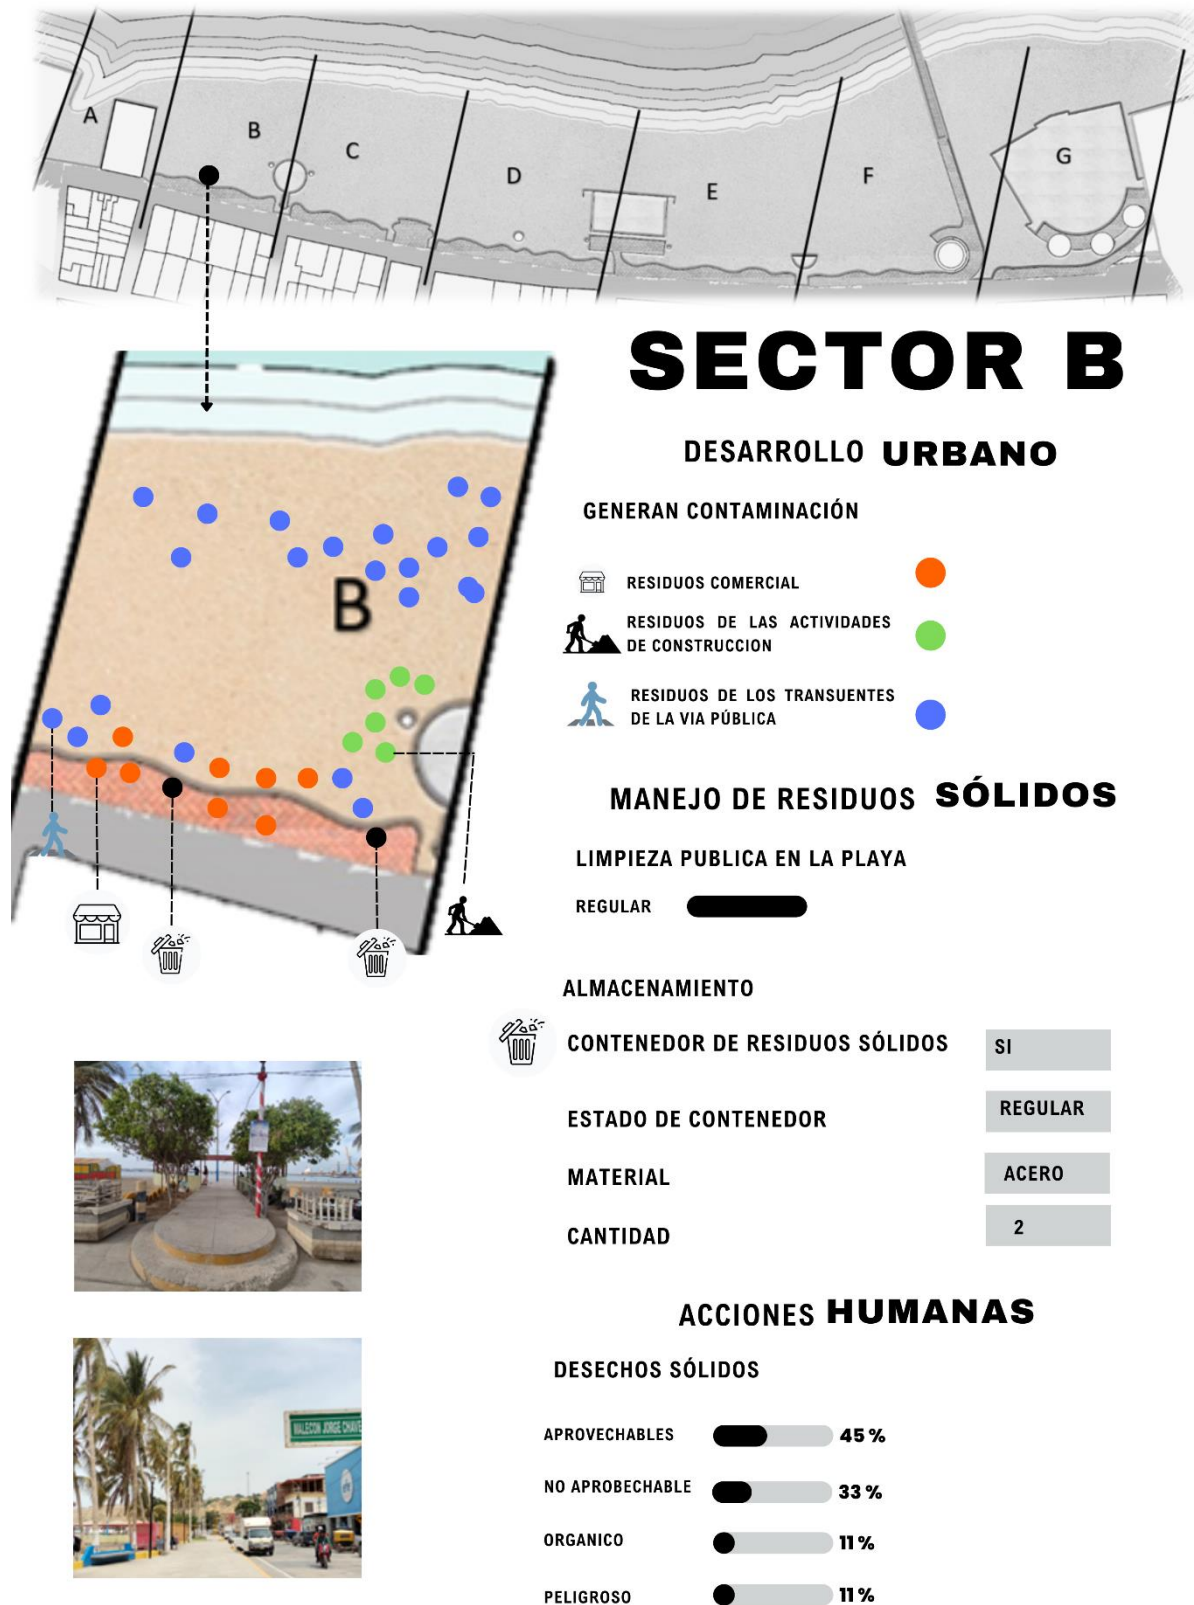 A
B
C
D
E
F
G
SECTOR B
DESARROLLO URBANO
GENERAN CONTAMINACIÓN
RESIDUOS COMERCIAL
RESIDUOS DE LAS ACTIVIDADES
DE CONSTRUCCION
RESIDUOS DE LOS TRANSUENTES
DE LA VIA PÚBLICA
B
MANEJO DE RESIDUOS SÓLIDOS
LIMPIEZA PUBLICA EN LA PLAYA
REGULAR
ALMACENAMIENTO
CONTENEDOR DE RESIDUOS SÓLIDOS SI
ESTADO DE CONTENEDOR REGULAR
MATERIAL ACERO
CANTIDAD 2
ACCIONES HUMANAS
DESECHOS SÓLIDOS
APROVECHABLES 45 %
NO APROBECHABLE 33 %
ORGANICO 11 %
PELIGROSO 11 %
MALECON JORGE CHAVE